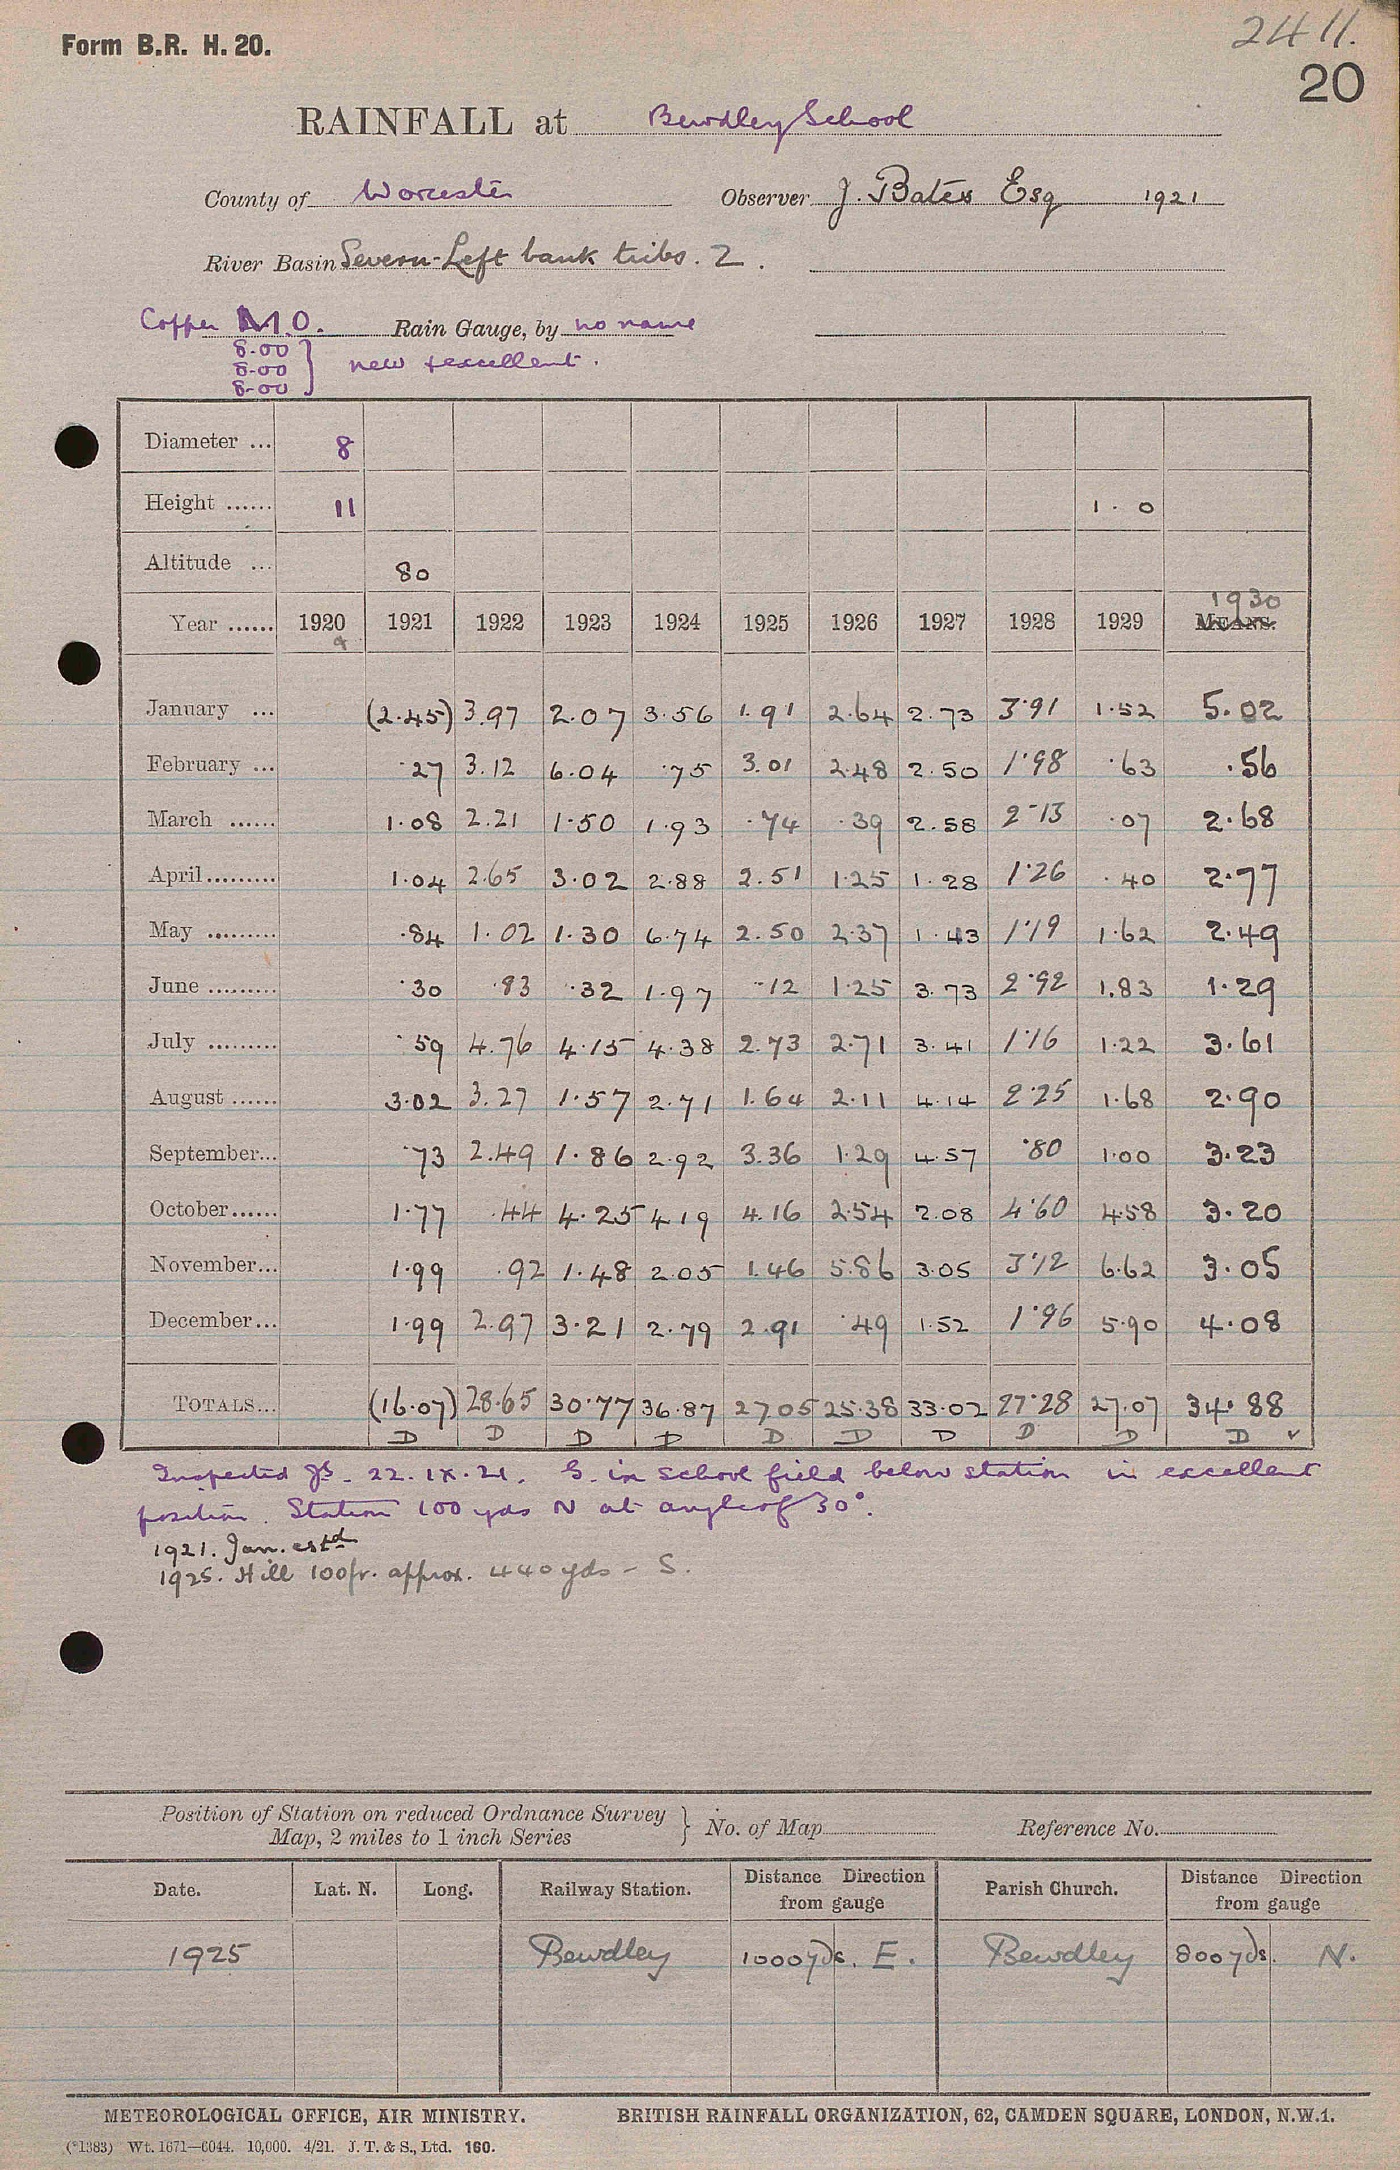 2411.
Form B.R. H. 20.
20
RAINFALL at Bewdley School
County of Worcester Observer J. Bates Esq 1921
River Basin Severn-Left bank tribs. 2.
Copper M.O. Rain Gauge, by no name
8.00
8.00 } new & excellent.
8.00
Diameter ... 8
Height ...... 11 1. 0
Altitude ... 80
1930
Year ...... 1920 1921 1922 1923 1924 1925 1926 1927 1928 1929 MEANS.
January ... (2.45) 3.97 2.07 3.56 1.91 2.64 2.73 3.91 1.52 5.02
February ... .27 3.12 6.04 .75 3.01 2.48 2.50 1.98 .63 .56
March ...... 1.08 2.21 1.50 1.93 .74 .39 2.58 2.13 .07 2.68
April ......... 1.04 2.65 3.02 2.88 2.51 1.25 1.28 1.26 .40 2.77
May ......... .84 1.02 1.30 6.74 2.50 2.37 1.43 1.19 1.62 2.49
June ......... .30 .83 .32 1.97 .12 1.25 3.73 2.92 1.83 1.29
July ......... .59 4.76 4.15 4.38 2.73 2.71 3.41 1.16 1.22 3.61
August ...... 3.02 3.27 1.57 2.71 1.64 2.11 4.14 2.25 1.68 2.90
September... .73 2.49 1.86 2.92 3.36 1.29 4.57 .80 1.00 3.23
October...... 1.77 .44 4.25 4.19 4.16 2.54 2.08 4.60 4.58 3.20
November... 1.99 .92 1.48 2.05 1.46 5.86 3.05 3.12 6.62 3.05
December... 1.99 2.97 3.21 2.79 2.91 .49 1.52 1.96 5.90 4.08
TOTALS... (16.07) 28.65 30.77 36.87 27.05 25.38 33.02 27.28 27.07 34.88
D D D D D D D D D D ✓
Inspected 22.IX.21. G. in school field below station in excellent
position. Station 100 yds N at angle of 30°.
1921. Jan. estd
1925. Hill 100ft. approx. 440yds - S.
Position of Station on reduced Ordnance Survey
Map, 2 miles to 1 inch Series } No. of Map Reference No.
Date. Lat. N. Long. Railway Station. Distance Direction from gauge Parish Church. Distance Direction from gauge
1925 Bewdley 1000yds. E. Bewdley 800yds. N.
METEOROLOGICAL OFFICE, AIR MINISTRY. BRITISH RAINFALL ORGANIZATION, 62, CAMDEN SQUARE, LONDON, N.W.1.
(*1383) Wt. 1671—6044. 10,000. 4/21. J. T. & S., Ltd. 160.